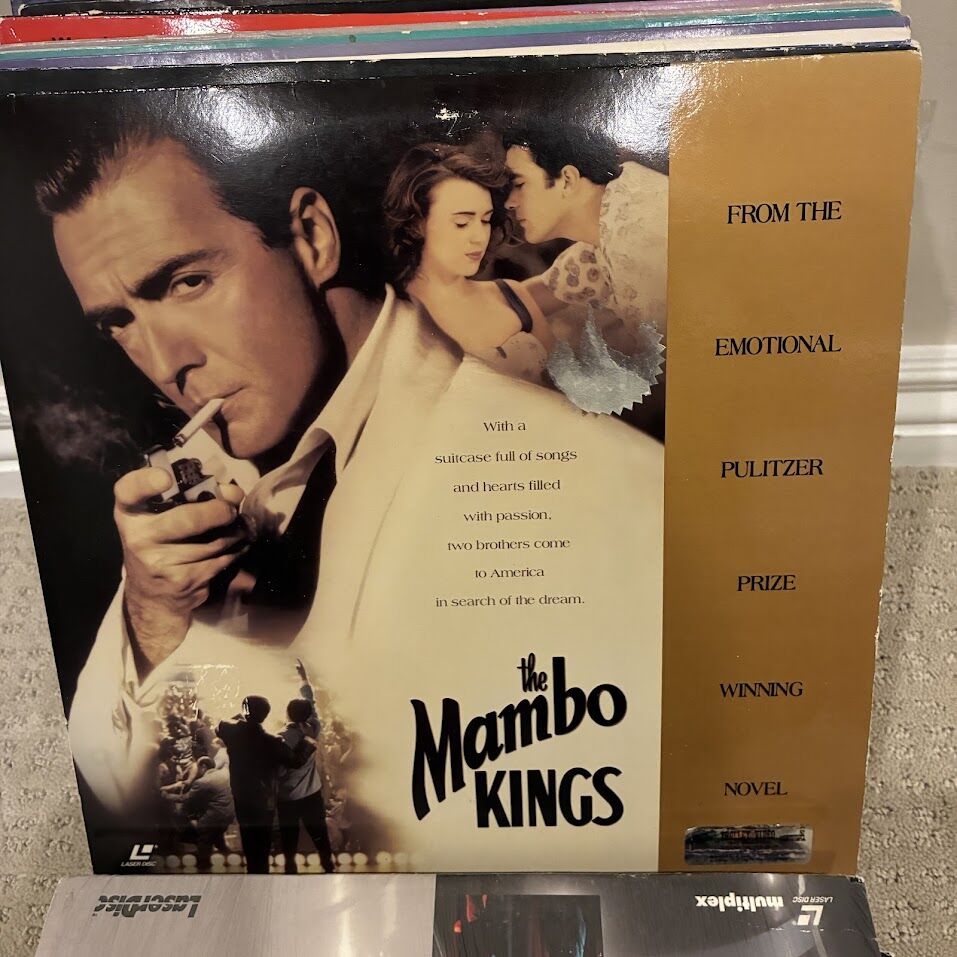 FROM THE
EMOTIONAL
PULITZER
PRIZE
WINNING
NOVEL
With a
suitcase full of songs
and hearts filled
with passion,
two brothers come
to America
in search of the dream.
the
Mambo
KINGS
LASER DISC
LaserDisc
multiplex
LASER DISC